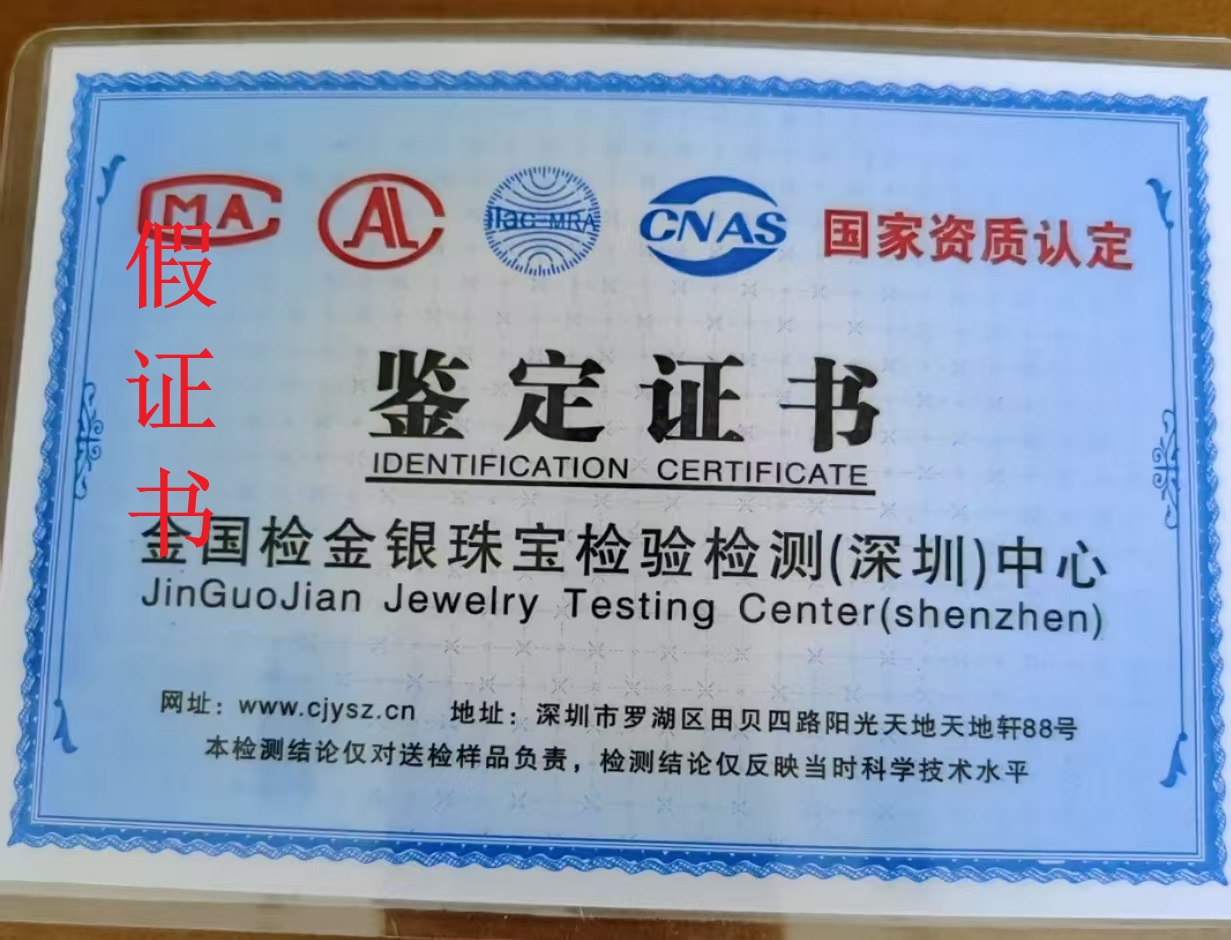 MA AL ilac-MRA CNAS 国家资质认定
假证书
鉴定证书
IDENTIFICATION CERTIFICATE
金国检金银珠宝检验检测(深圳)中心
JinGuoJian Jewelry Testing Center(shenzhen)
网址：www.cjysz.cn 地址：深圳市罗湖区田贝四路阳光天地天地轩88号
本检测结论仅对送检样品负责，检测结论仅反映当时科学技术水平